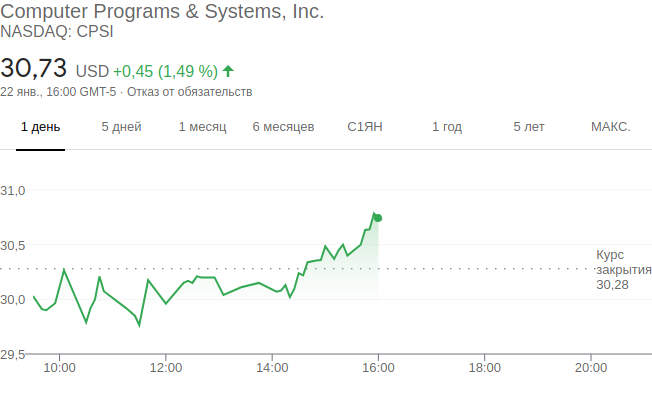 Computer Programs & Systems, Inc.
NASDAQ: CPSI
30,73 USD +0,45 (1,49 %)
22 янв., 16:00 GMT-5 · Отказ от обязательств
1 день 5 дней 1 месяц 6 месяцев С1ЯН 1 год 5 лет МАКС.
31,0
30,5
Курс
закрытия
30,28
30,0
29,5
10:00 12:00 14:00 16:00 18:00 20:00